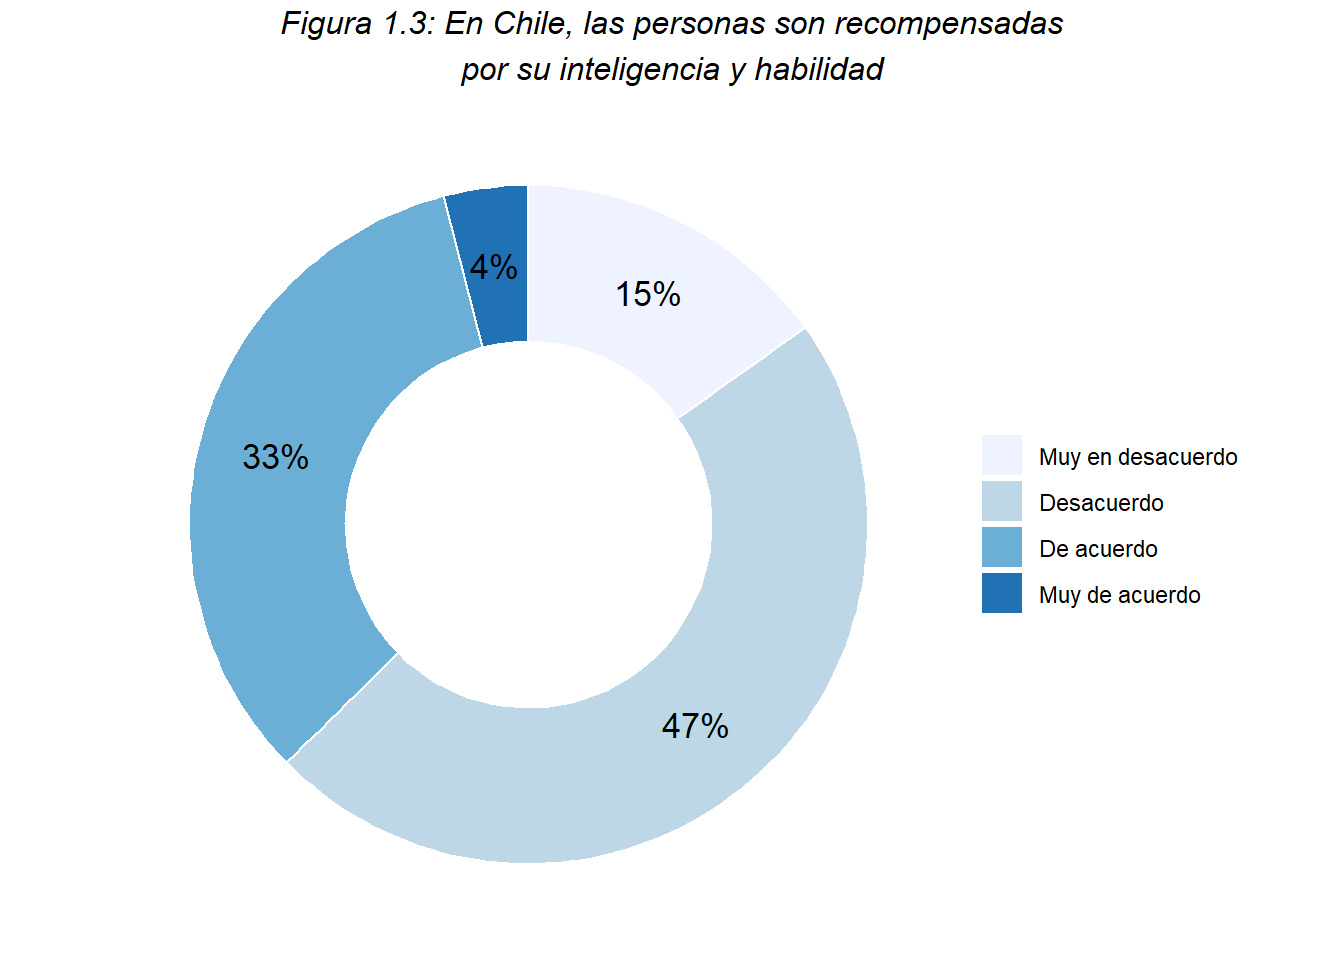 Figura 1.3: En Chile, las personas son recompensadas
por su inteligencia y habilidad
4%
15%
33%
47%
Muy en desacuerdo
Desacuerdo
De acuerdo
Muy de acuerdo